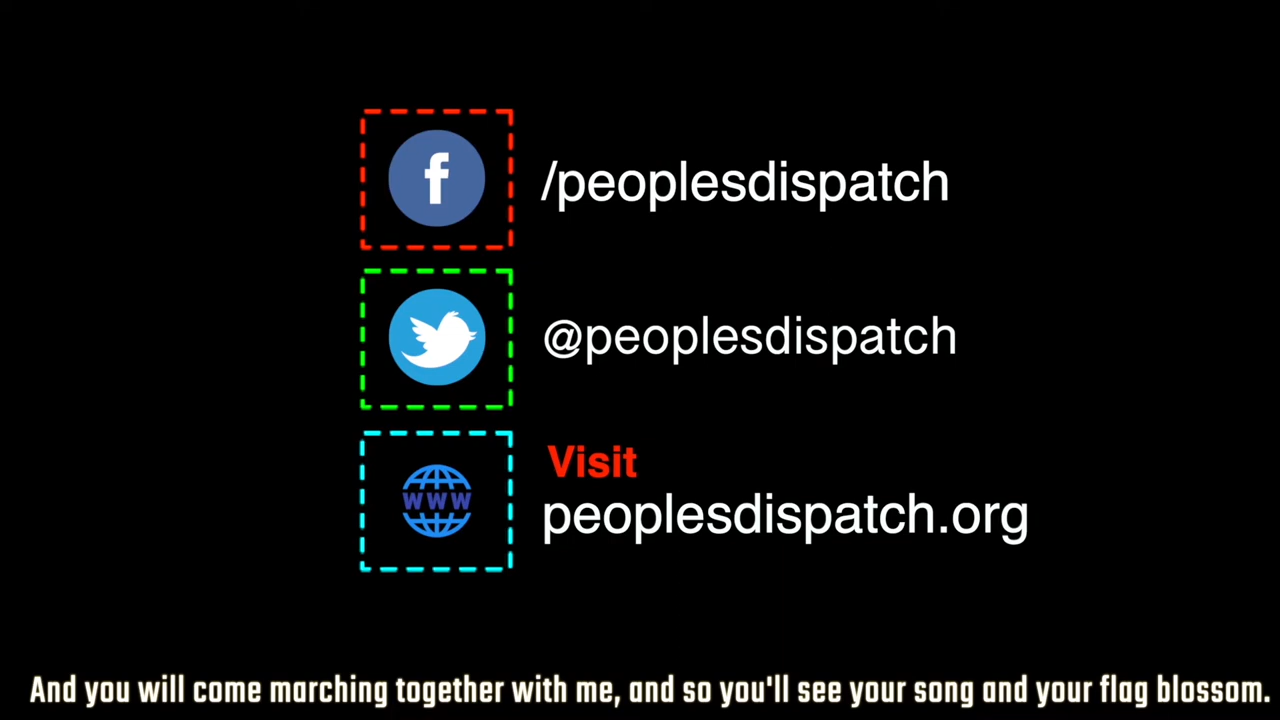 f
/peoplesdispatch
@peoplesdispatch
Visit
www
peoplesdispatch.org
And you will come marching together with me, and so you'll see your song and your flag blossom.